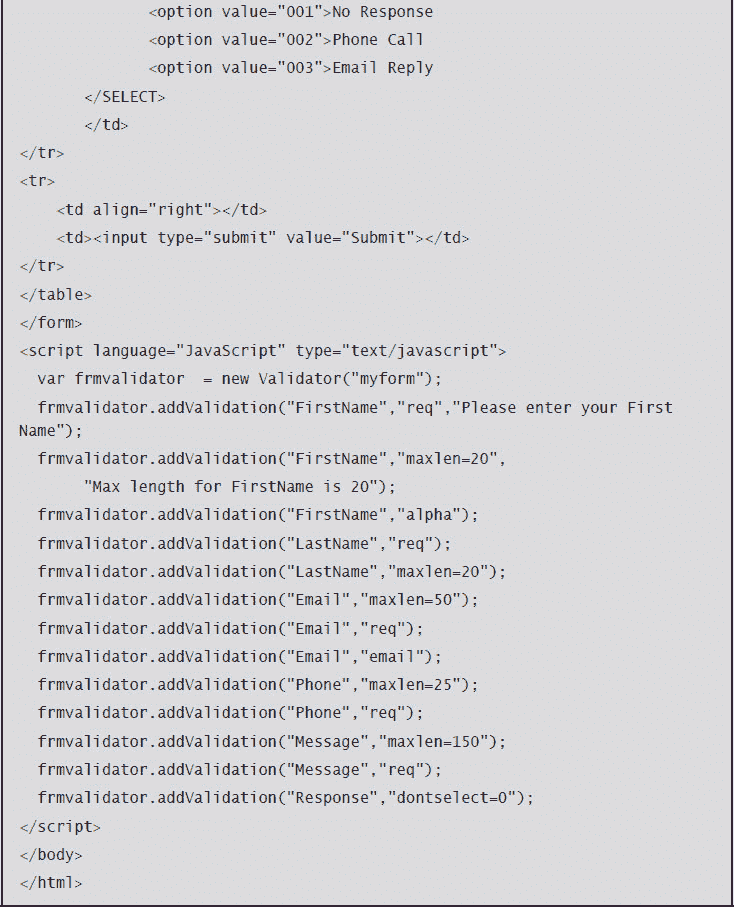 <option value="001">No Response
<option value="002">Phone Call
<option value="003">Email Reply
</SELECT>
</td>
</tr>
<tr>
<td align="right"></td>
<td><input type="submit" value="Submit"></td>
</tr>
</table>
</form>
<script language="JavaScript" type="text/javascript">
var frmvalidator  = new Validator("myform");
frmvalidator.addValidation("FirstName","req","Please enter your First
Name");
frmvalidator.addValidation("FirstName","maxlen=20",
"Max length for FirstName is 20");
frmvalidator.addValidation("FirstName","alpha");
frmvalidator.addValidation("LastName","req");
frmvalidator.addValidation("LastName","maxlen=20");
frmvalidator.addValidation("Email","maxlen=50");
frmvalidator.addValidation("Email","req");
frmvalidator.addValidation("Email","email");
frmvalidator.addValidation("Phone","maxlen=25");
frmvalidator.addValidation("Phone","req");
frmvalidator.addValidation("Message","maxlen=150");
frmvalidator.addValidation("Message","req");
frmvalidator.addValidation("Response","dontselect=0");
</script>
</body>
</html>